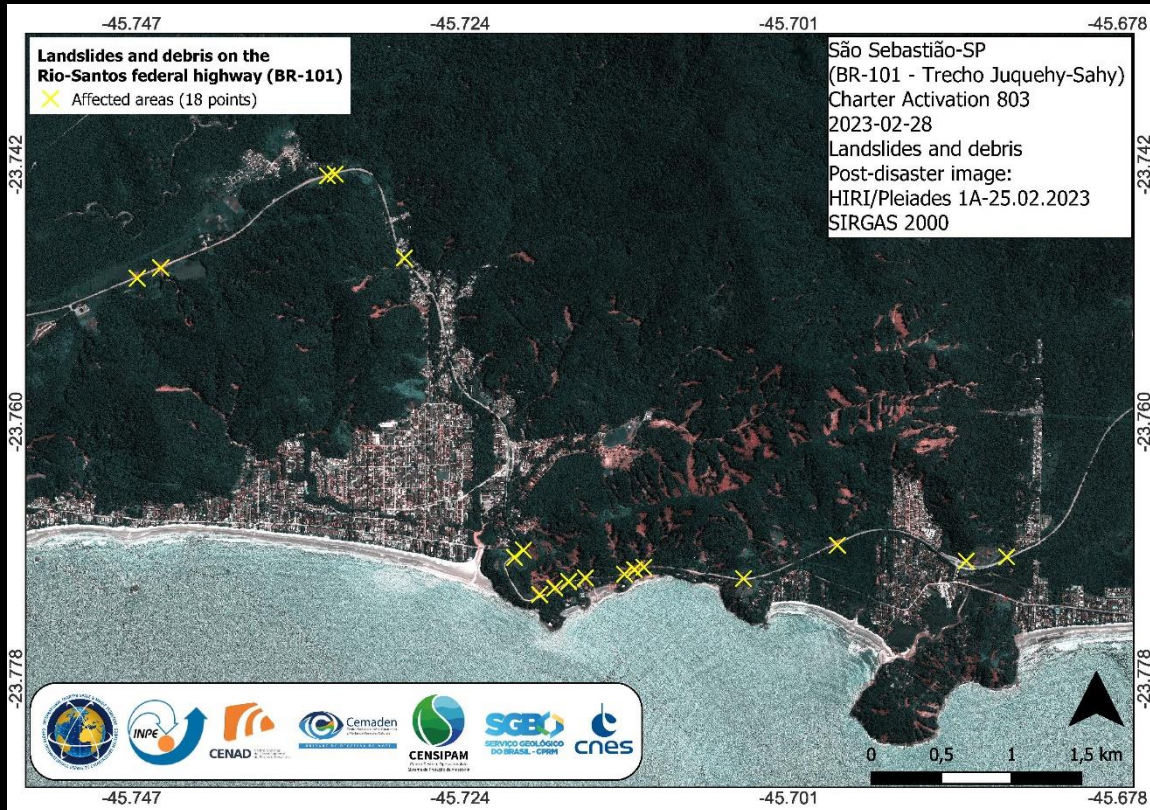 -45.747 -45.724 -45.701 -45.678
Landslides and debris on the
Rio-Santos federal highway (BR-101)
Affected areas (18 points)
São Sebastião-SP
(BR-101 - Trecho Juquehy-Sahy)
Charter Activation 803
2023-02-28
Landslides and debris
Post-disaster image:
HIRI/Pleiades 1A-25.02.2023
SIRGAS 2000
-23.742 -23.742
-23.760 -23.760
-23.778 -23.778
INPE
CENAD
Cemaden
CENSIPAM
SGB
SERVIÇO GEOLÓGICO
DO BRASIL - CPRM
cnes
0 0,5 1 1,5 km
-45.747 -45.724 -45.701 -45.678